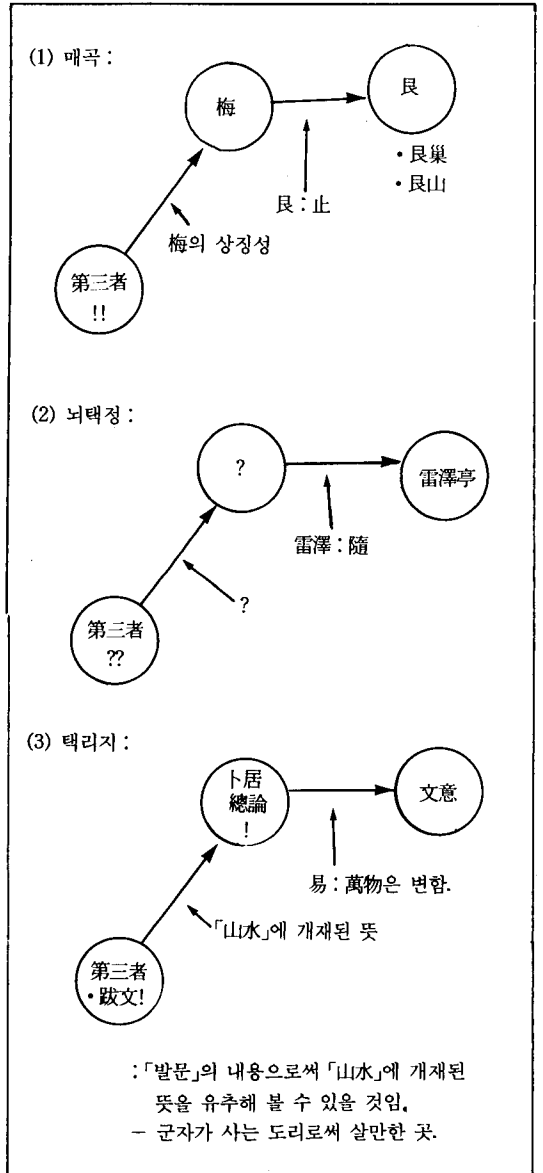 (1) 매곡 :
梅
艮
• 艮巢
• 艮山
艮 : 止
梅의 상징성
第三者
!!
(2) 뇌택정 :
?
雷澤亭
雷澤 : 隨
?
第三者
??
(3) 택리지 :
卜居
總論
!
文意
易 : 萬物은 변함.
「山水」에 개재된 뜻
第三者
• 跋文!
: 「발문」의 내용으로써 「山水」에 개재된
뜻을 유추해 볼 수 있을 것임.
- 군자가 사는 도리로써 살만한 곳.